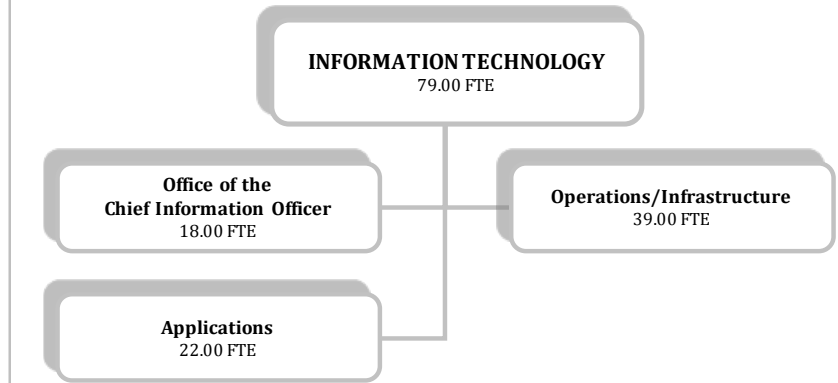 INFORMATION TECHNOLOGY
79.00 FTE
Office of the
Chief Information Officer
18.00 FTE
Operations/Infrastructure
39.00 FTE
Applications
22.00 FTE